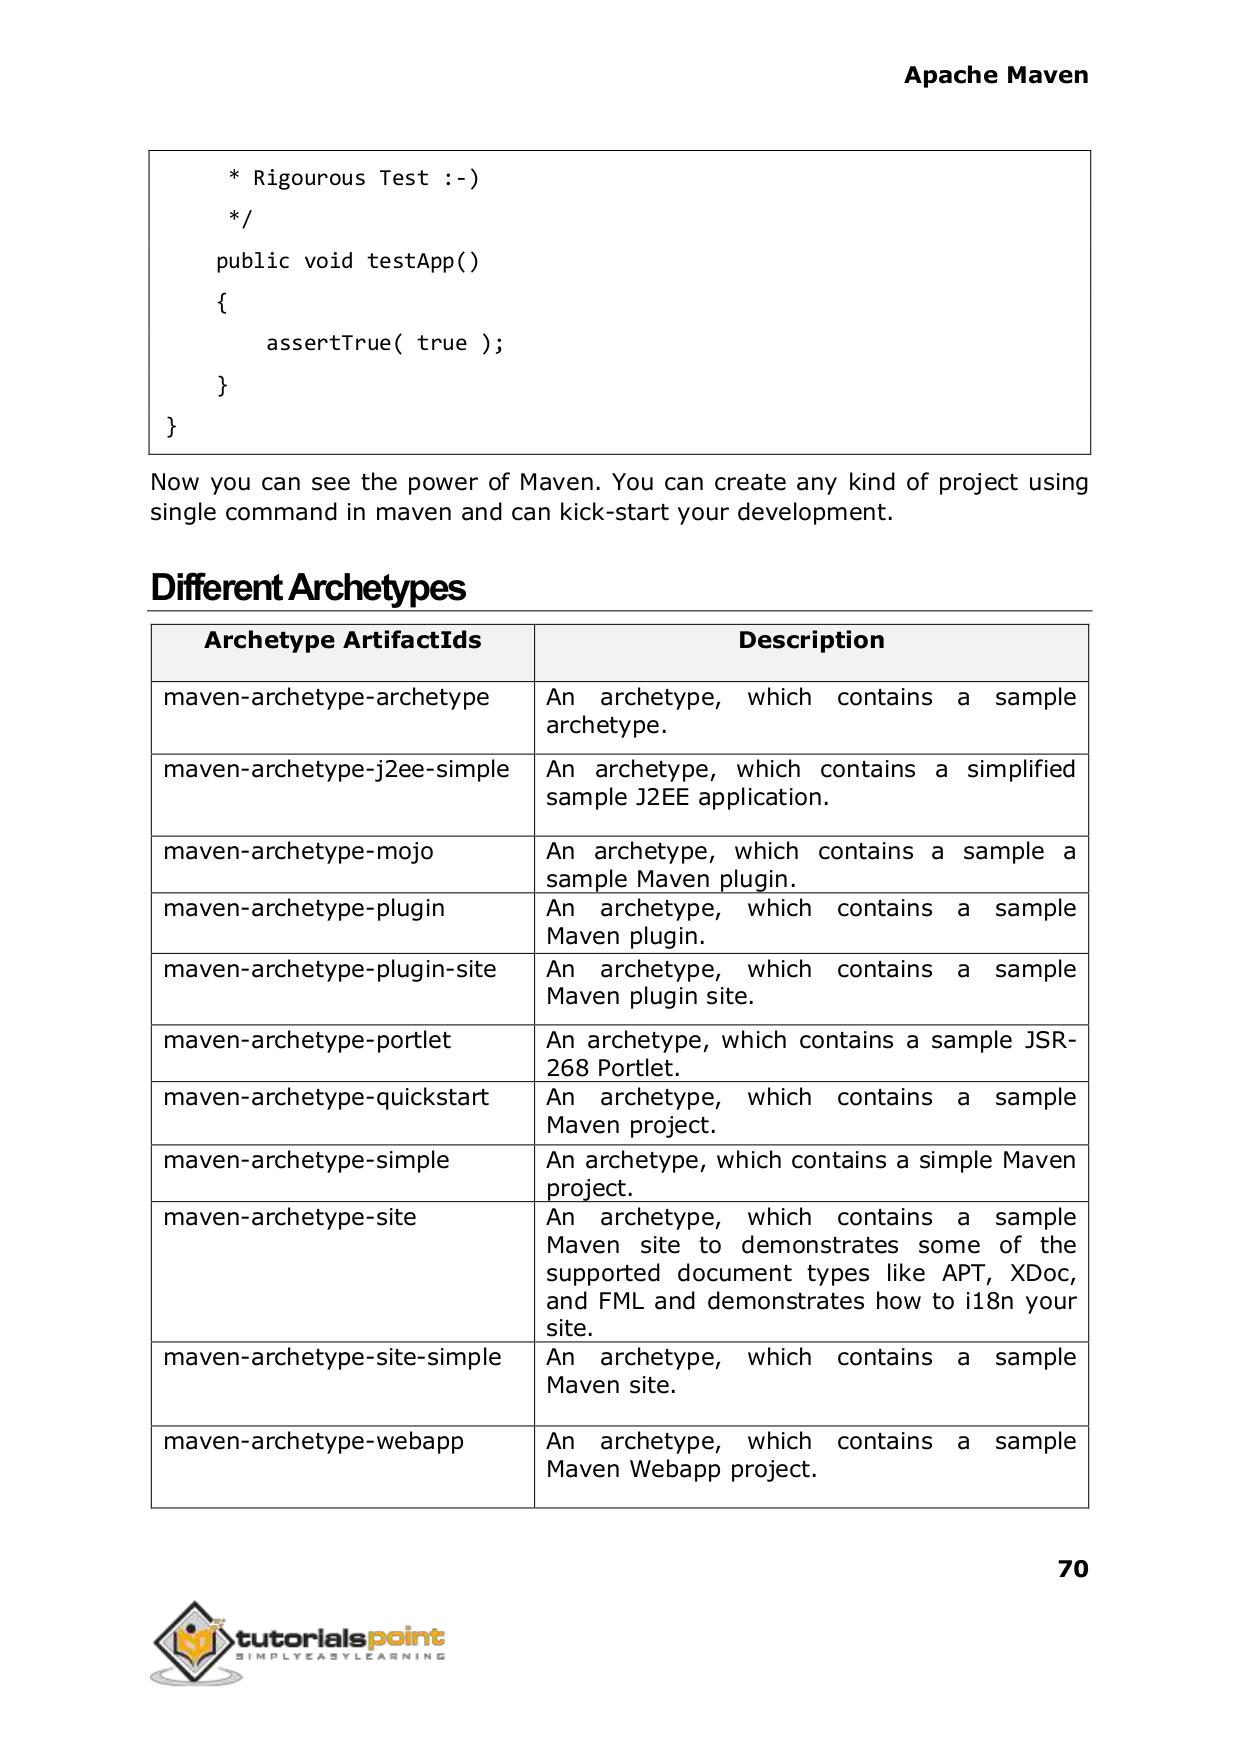 Apache Maven
* Rigourous Test :-)
*/
public void testApp()
{
assertTrue( true );
}
}
Now you can see the power of Maven. You can create any kind of project using
single command in maven and can kick-start your development.
Different Archetypes
Archetype ArtifactIds Description
maven-archetype-archetype An archetype, which contains a sample
archetype.
maven-archetype-j2ee-simple An archetype, which contains a simplified
sample J2EE application.
maven-archetype-mojo An archetype, which contains a sample a
sample Maven plugin.
maven-archetype-plugin An archetype, which contains a sample
Maven plugin.
maven-archetype-plugin-site An archetype, which contains a sample
Maven plugin site.
maven-archetype-portlet An archetype, which contains a sample JSR-
268 Portlet.
maven-archetype-quickstart An archetype, which contains a sample
Maven project.
maven-archetype-simple An archetype, which contains a simple Maven
project.
maven-archetype-site An archetype, which contains a sample
Maven site to demonstrates some of the
supported document types like APT, XDoc,
and FML and demonstrates how to i18n your
site.
maven-archetype-site-simple An archetype, which contains a sample
Maven site.
maven-archetype-webapp An archetype, which contains a sample
Maven Webapp project.
70
tutorialspoint
SIMPLYEASYLEARNING